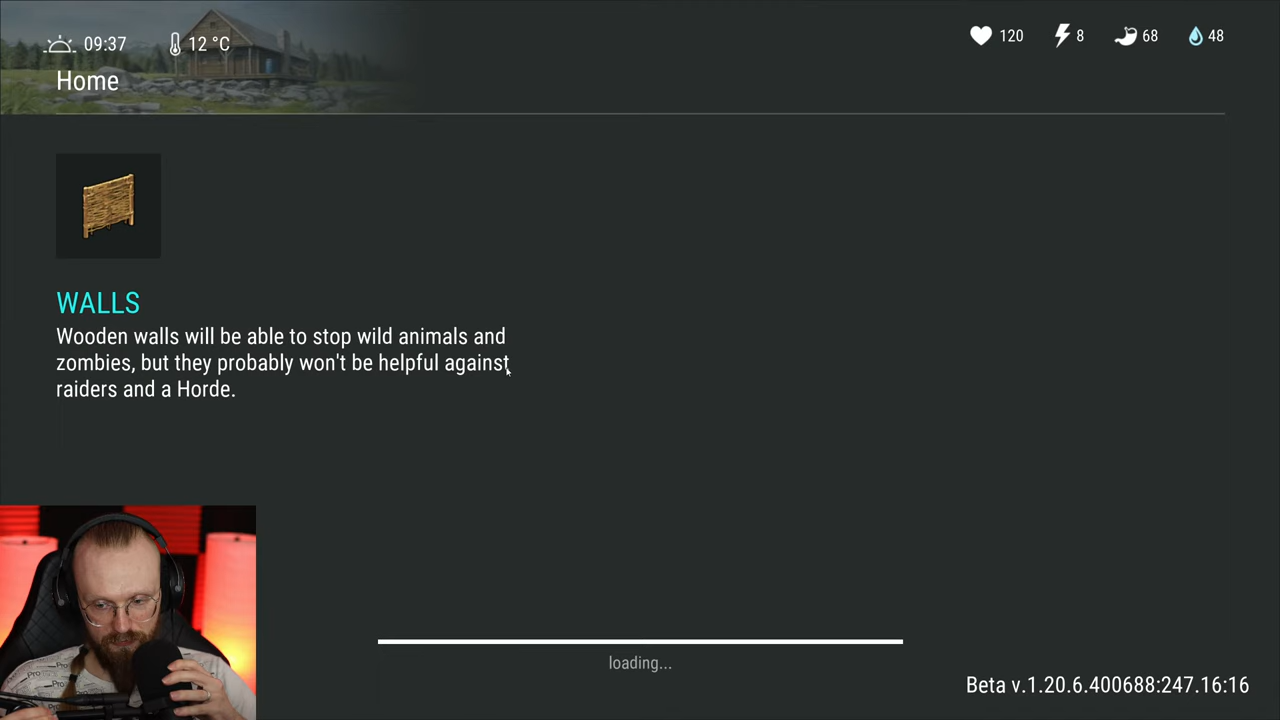 09:37
12 °C
120
8
68
48
Home
WALLS
Wooden walls will be able to stop wild animals and
zombies, but they probably won't be helpful against
raiders and a Horde.
loading...
Beta v.1.20.6.400688:247.16:16
Pro